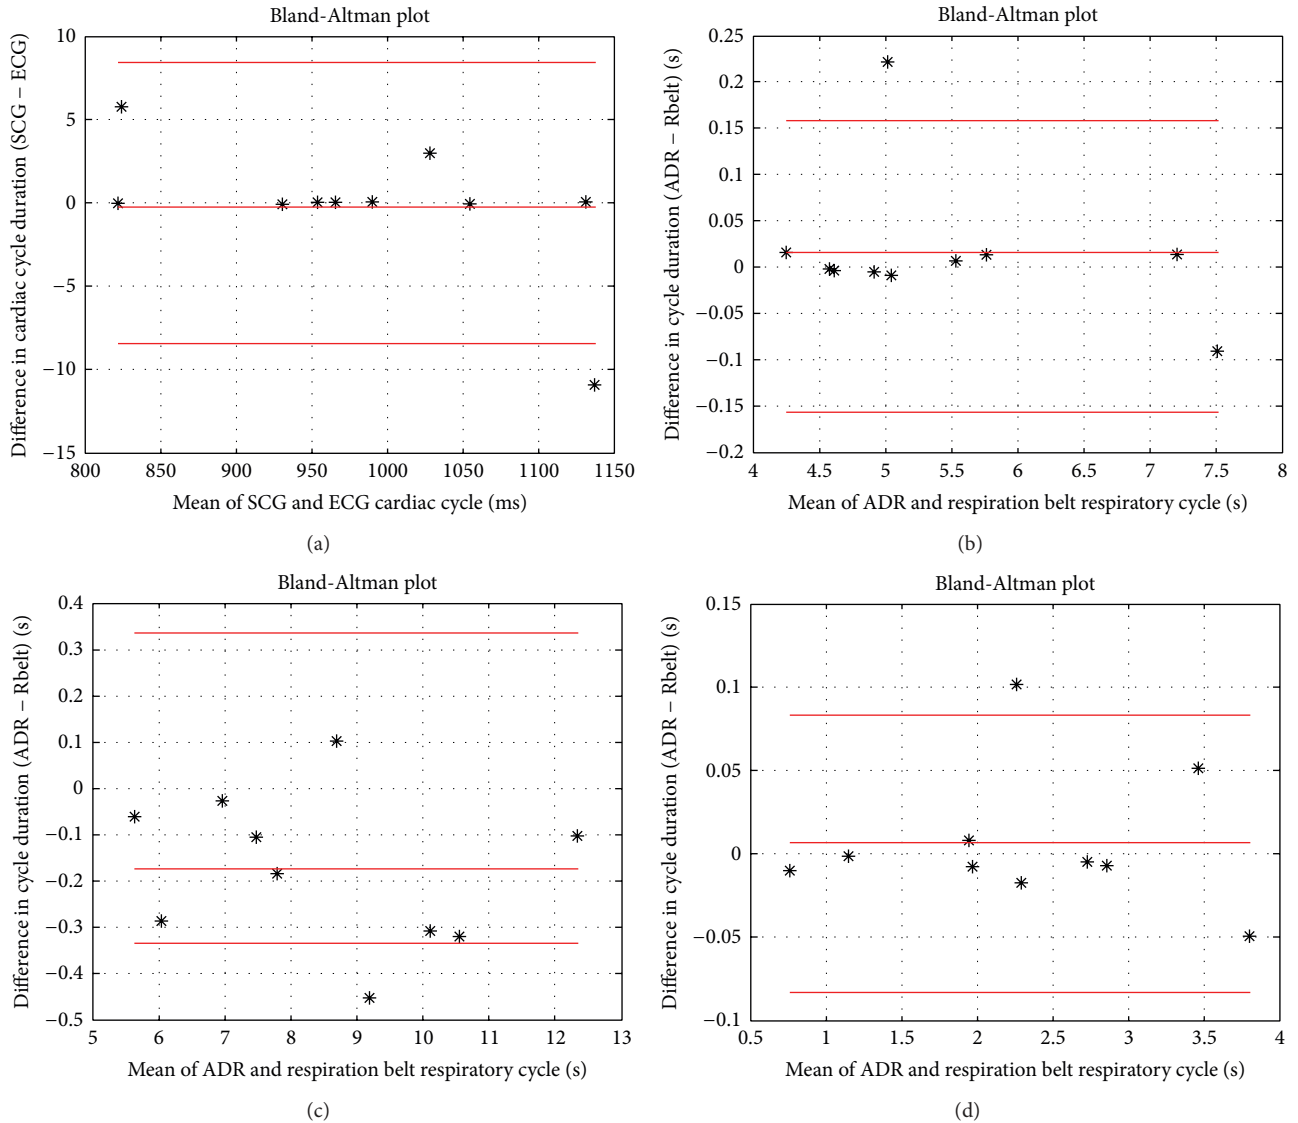 Bland-Altman plot
Difference in cardiac cycle duration (SCG − ECG)
10
5
0
−5
−10
−15
800 850 900 950 1000 1050 1100 1150
Mean of SCG and ECG cardiac cycle (ms)
(a)
Bland-Altman plot
Difference in cycle duration (ADR − Rbelt) (s)
0.25
0.2
0.15
0.1
0.05
0
−0.05
−0.1
−0.15
−0.2
4 4.5 5 5.5 6 6.5 7 7.5 8
Mean of ADR and respiration belt respiratory cycle (s)
(b)
Bland-Altman plot
Difference in cycle duration (ADR − Rbelt) (s)
0.4
0.3
0.2
0.1
0
−0.1
−0.2
−0.3
−0.4
−0.5
5 6 7 8 9 10 11 12 13
Mean of ADR and respiration belt respiratory cycle (s)
(c)
Bland-Altman plot
Difference in cycle duration (ADR − Rbelt) (s)
0.15
0.1
0.05
0
−0.05
−0.1
0.5 1 1.5 2 2.5 3 3.5 4
Mean of ADR and respiration belt respiratory cycle (s)
(d)